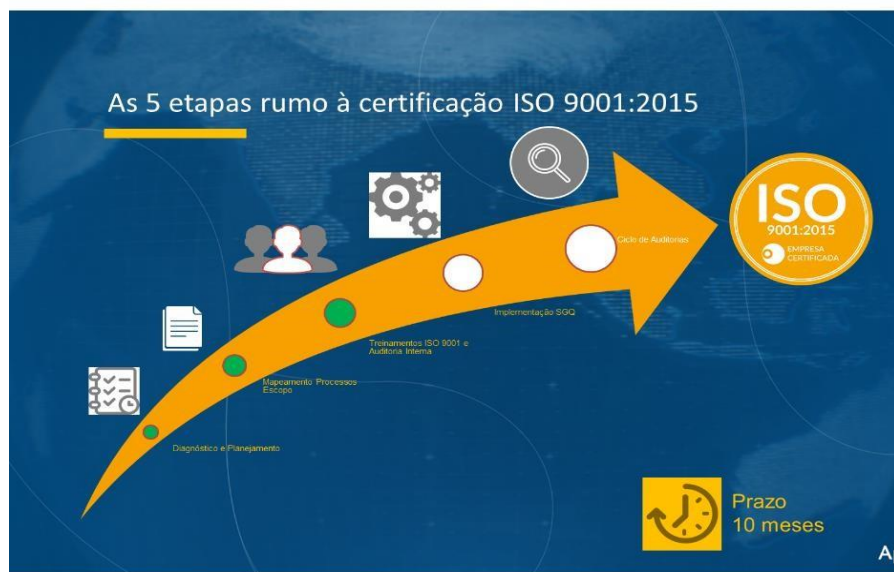 As 5 etapas rumo à certificação ISO 9001:2015
Ciclo de Auditorias
ISO
9001:2015
EMPRESA
CERTIFICADA
Implementação SGQ
Treinamentos ISO 9001 e
Auditoria Interna
Mapeamento Processos
Escopo
Diagnóstico e Planejamento
Prazo
10 meses